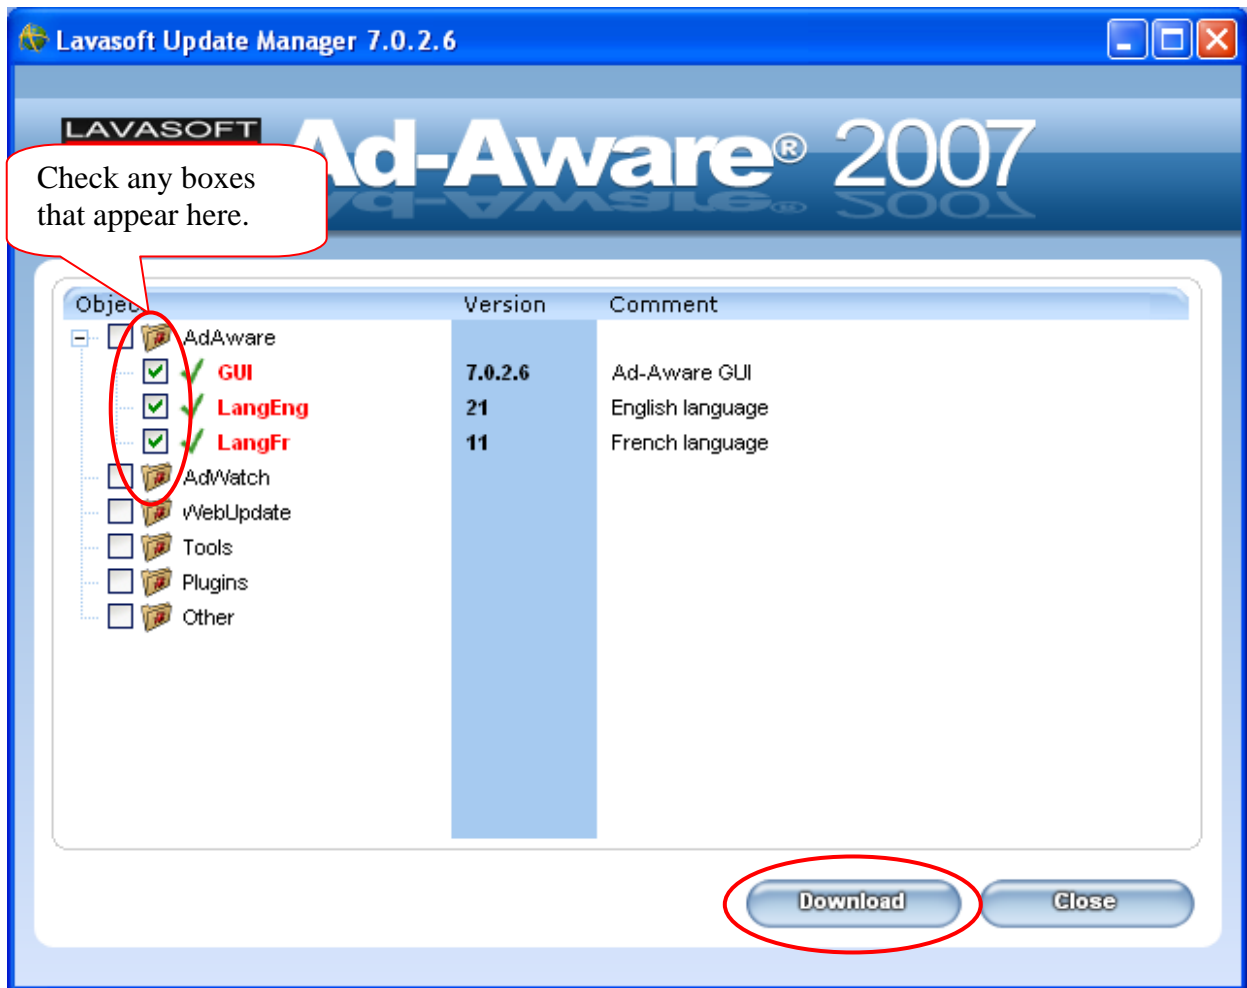 Lavasoft Update Manager 7.0.2.6
LAVASOFT
Ad-Aware® 2007
Check any boxes
that appear here.
Version Comment
AdAware
GUI 7.0.2.6 Ad-Aware GUI
LangEng 21 English language
LangFr 11 French language
AdWatch
WebUpdate
Tools
Plugins
Other
Download Close